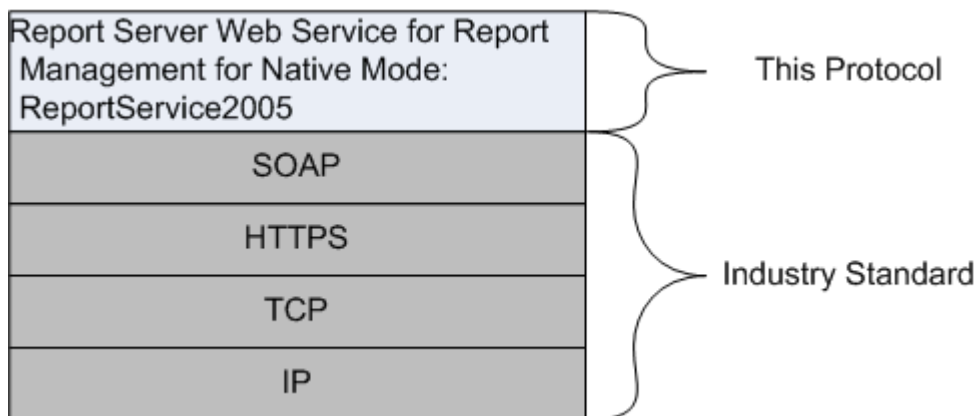 Report Server Web Service for Report
Management for Native Mode:
ReportService2005
This Protocol
SOAP
HTTPS
TCP
IP
Industry Standard